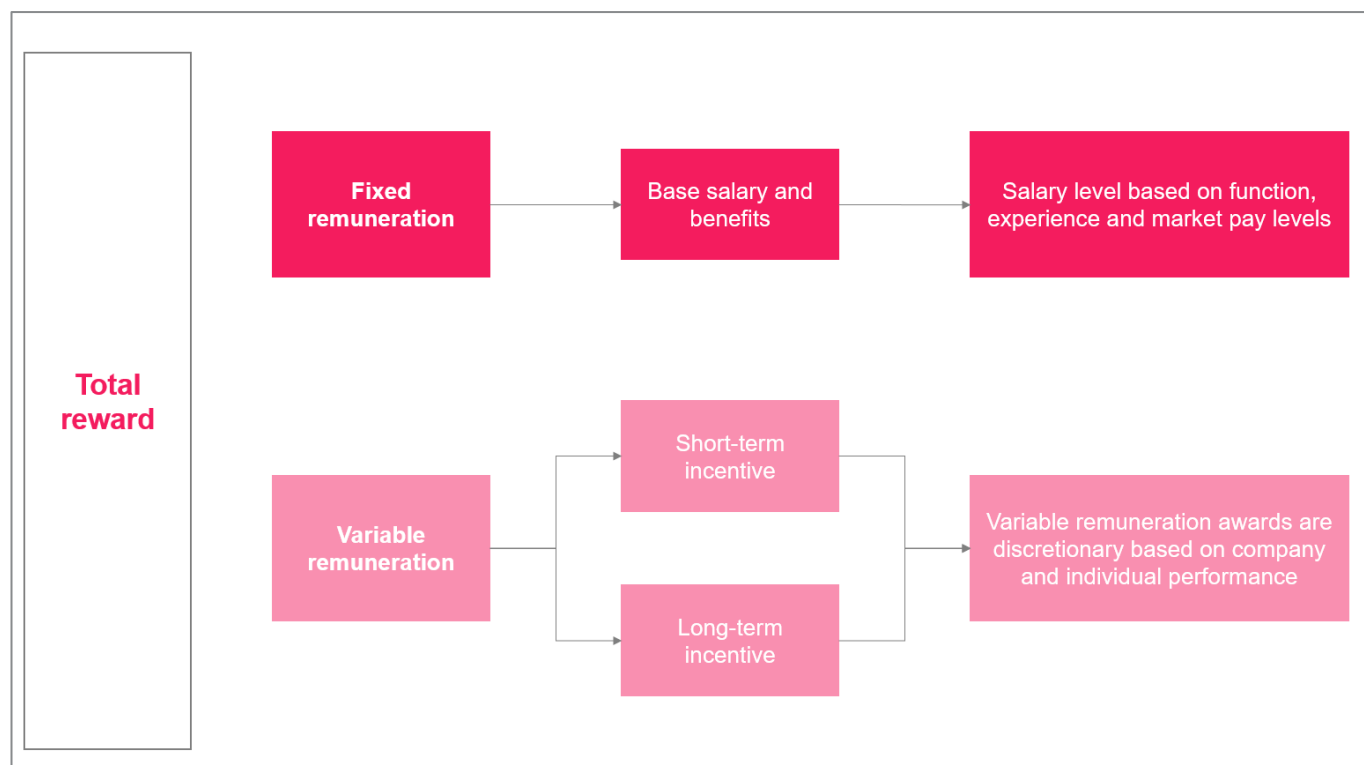 Total
reward
Fixed
remuneration
Base salary and
benefits
Salary level based on function,
experience and market pay levels
Variable
remuneration
Short-term
incentive
Long-term
incentive
Variable remuneration awards are
discretionary based on company
and individual performance